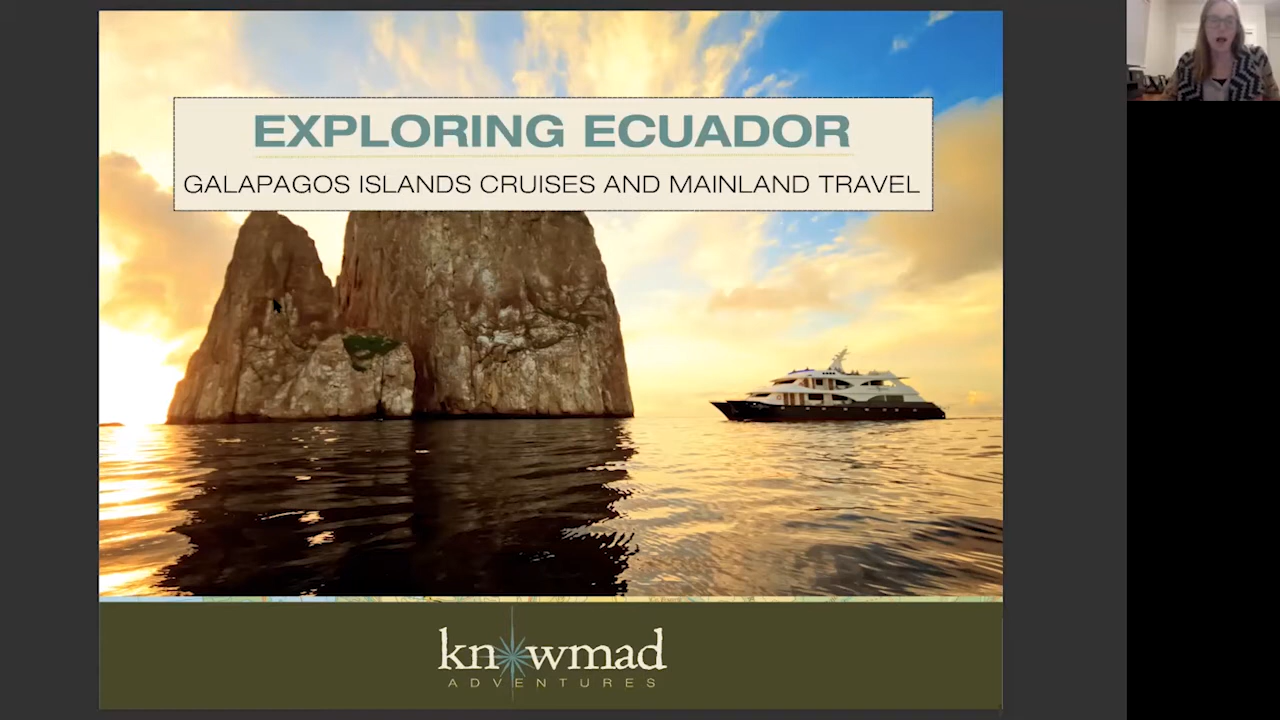 EXPLORING ECUADOR
GALAPAGOS ISLANDS CRUISES AND MAINLAND TRAVEL
knowmad
ADVENTURES